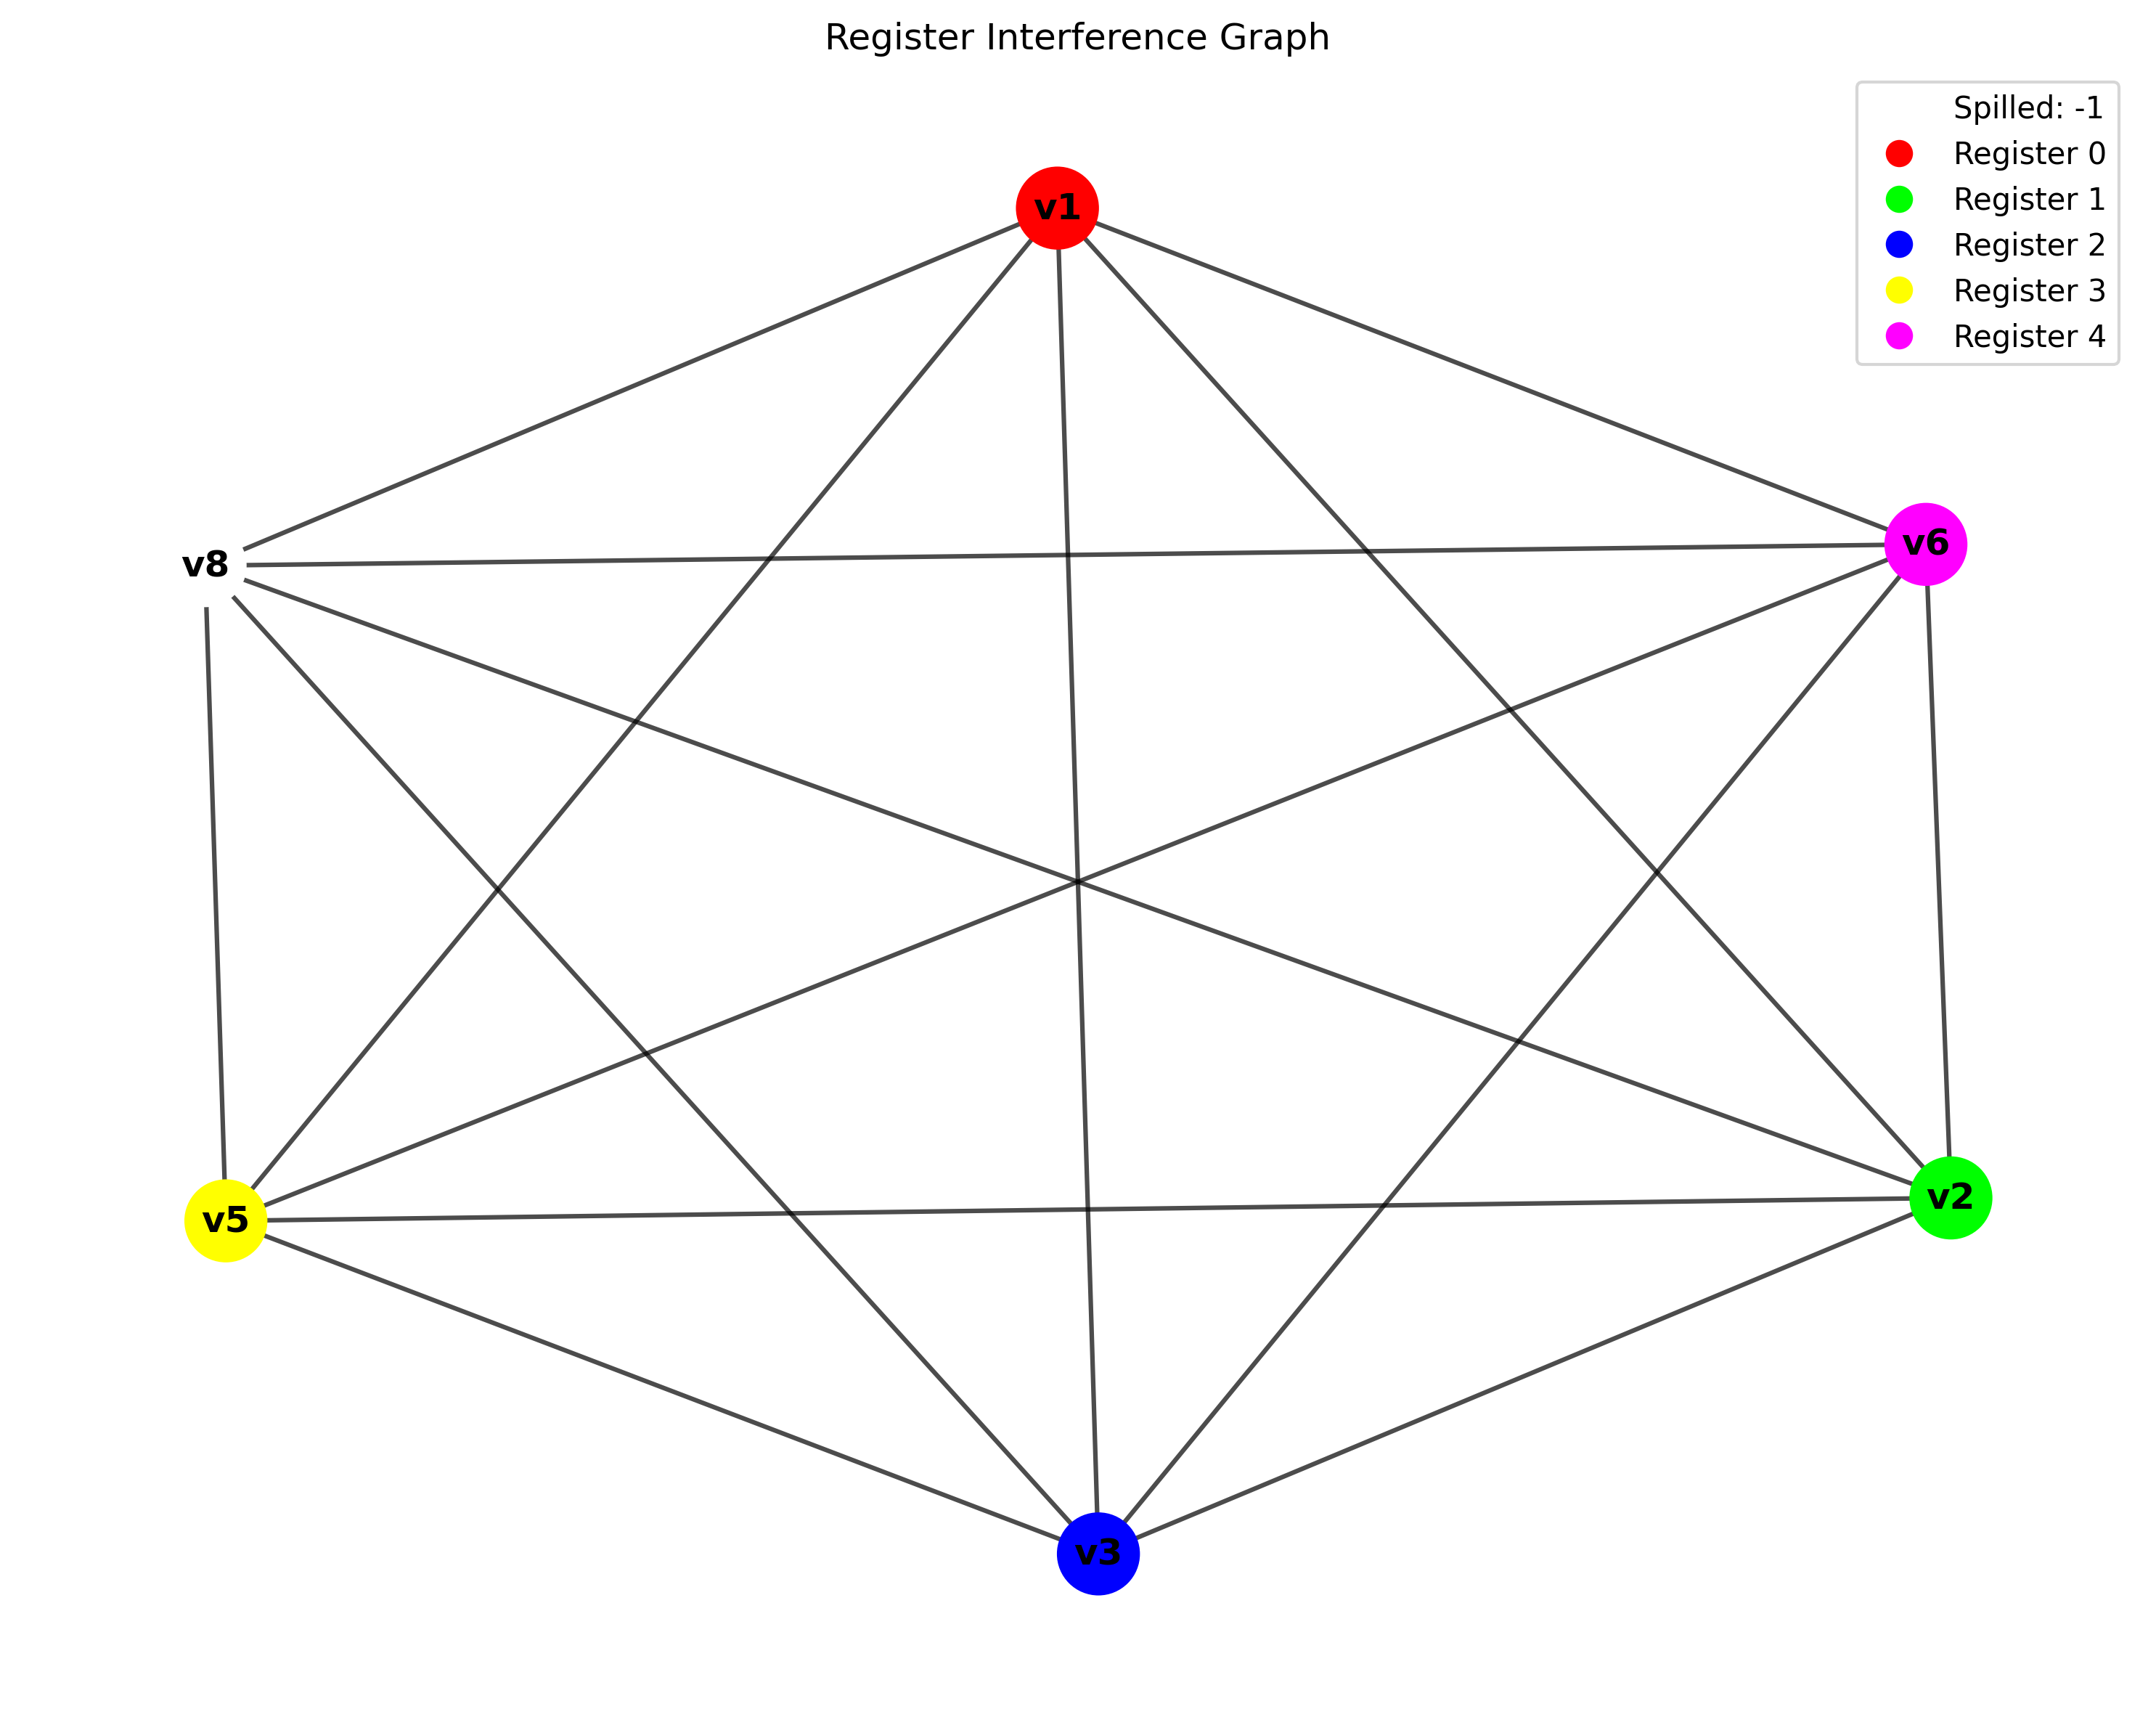 Register Interference Graph
Spilled: -1
Register 0
Register 1
Register 2
Register 3
Register 4
v1
v6
v8
v2
v5
v3